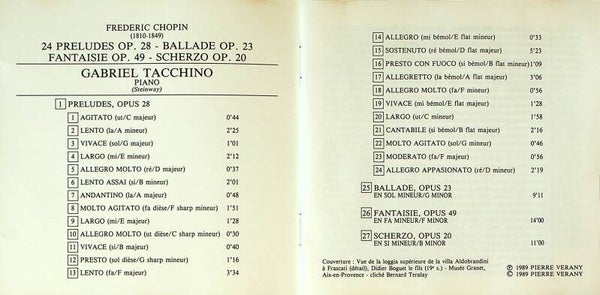 FREDERIC CHOPIN
(1810-1849)
24 PRELUDES OP. 28 - BALLADE OP. 23
FANTAISIE OP. 49 - SCHERZO OP. 20
GABRIEL TACCHINO
PIANO
(Steinway)
1 PRELUDES, OPUS 28
1 AGITATO (ut/C majeur) 0'44
2 LENTO (la/A mineur) 2'25
3 VIVACE (sol/G majeur) 1'01
4 LARGO (mi/E mineur) 2'12
5 ALLEGRO MOLTO (ré/D majeur) 0'37
6 LENTO ASSAI (si/B mineur) 2'01
7 ANDANTINO (la/A majeur) 0'48
8 MOLTO AGITATO (fa dièse/F sharp mineur) 1'51
9 LARGO (mi/E majeur) 1'28
10 ALLEGRO MOLTO (ut dièse/C sharp mineur) 0'30
11 VIVACE (si/B majeur) 0'40
12 PRESTO (sol dièse/G sharp mineur) 1'10
13 LENTO (fa/F majeur) 3'34
14 ALLEGRO (mi bémol/E flat mineur) 0'33
15 SOSTENUTO (ré bémol/D flat majeur) 5'23
16 PRESTO CON FUOCO (si bémol/B flat mineur) 1'09
17 ALLEGRETTO (la bémol/A flat majeur) 3'06
18 ALLEGRO MOLTO (fa/F mineur) 0'56
19 VIVACE (mi bémol/E flat majeur) 1'28
20 LARGO (ut/C mineur) 1'58
21 CANTABILE (si bémol/B flat majeur) 2'16
22 MOLTO AGITATO (sol/G mineur) 0'46
23 MODERATO (fa/F majeur) 0'56
24 ALLEGRO APPASIONATO (ré/D mineur) 2'19
25 BALLADE, OPUS 23
EN SOL MINEUR/G MINOR 9'11
26 FANTAISIE, OPUS 49
EN FA MINEUR/F MINOR 14'00
27 SCHERZO, OPUS 20
EN SI MINEUR/B MINOR 11'00
Couverture : Vue de la loggia supérieure de la villa Aldobrandini
à Frascati (détail), Didier Boguet le fils (19e s.) - Musée Granet,
Aix-en-Provence - cliché Bernard Teralay
℗ 1989 PIERRE VERANY
© 1989 PIERRE VERANY